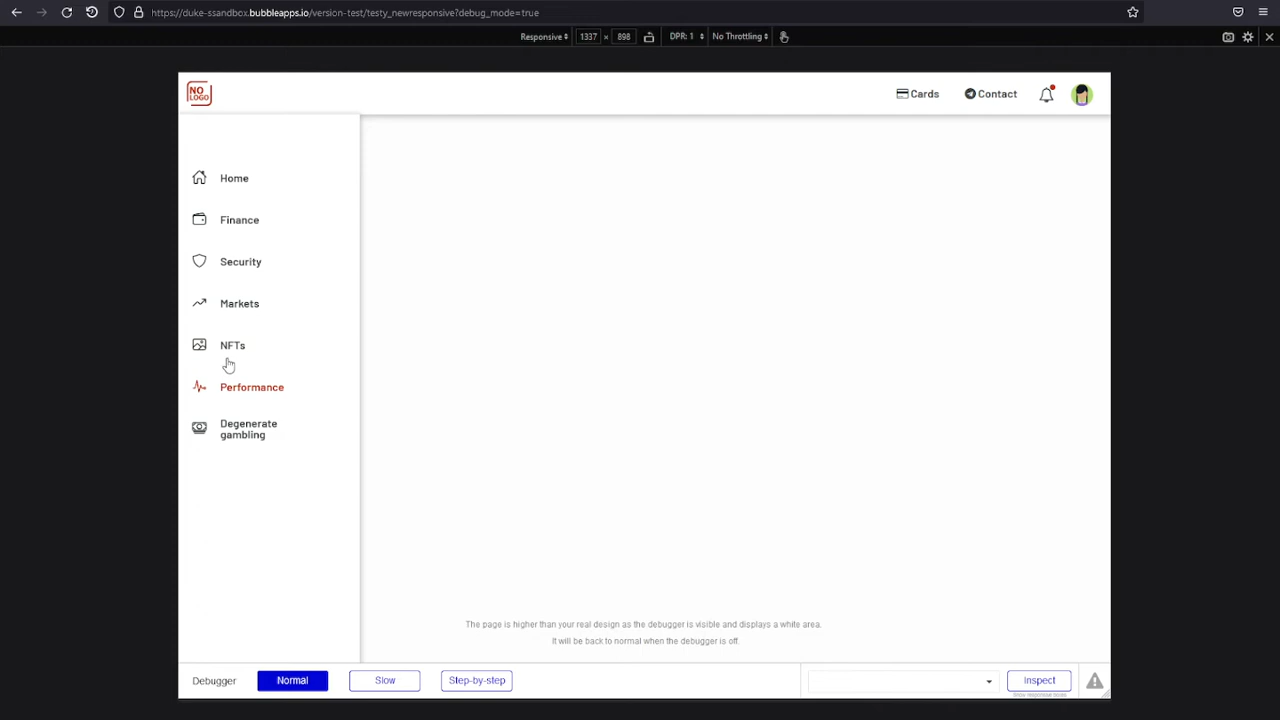 https://duke-ssandbox.bubbleapps.io/version-test/testy_newresponsive?debug_mode=true
Responsive 1337 × 898 DPR: 1 No Throttling
NO LOGO
Cards Contact
Home
Finance
Security
Markets
NFTs
Performance
Degenerate
gambling
The page is higher than your real design as the debugger is visible and displays a white area.
It will be back to normal when the debugger is off.
Debugger Normal Slow Step-by-step Inspect